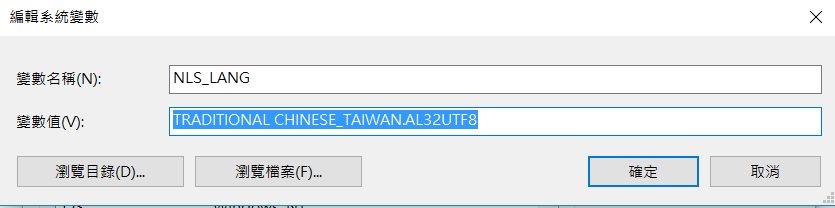 編輯系統變數
變數名稱(N):
NLS_LANG
變數值(V):
TRADITIONAL CHINESE_TAIWAN.AL32UTF8
瀏覽目錄(D)...
瀏覽檔案(F)...
確定
取消